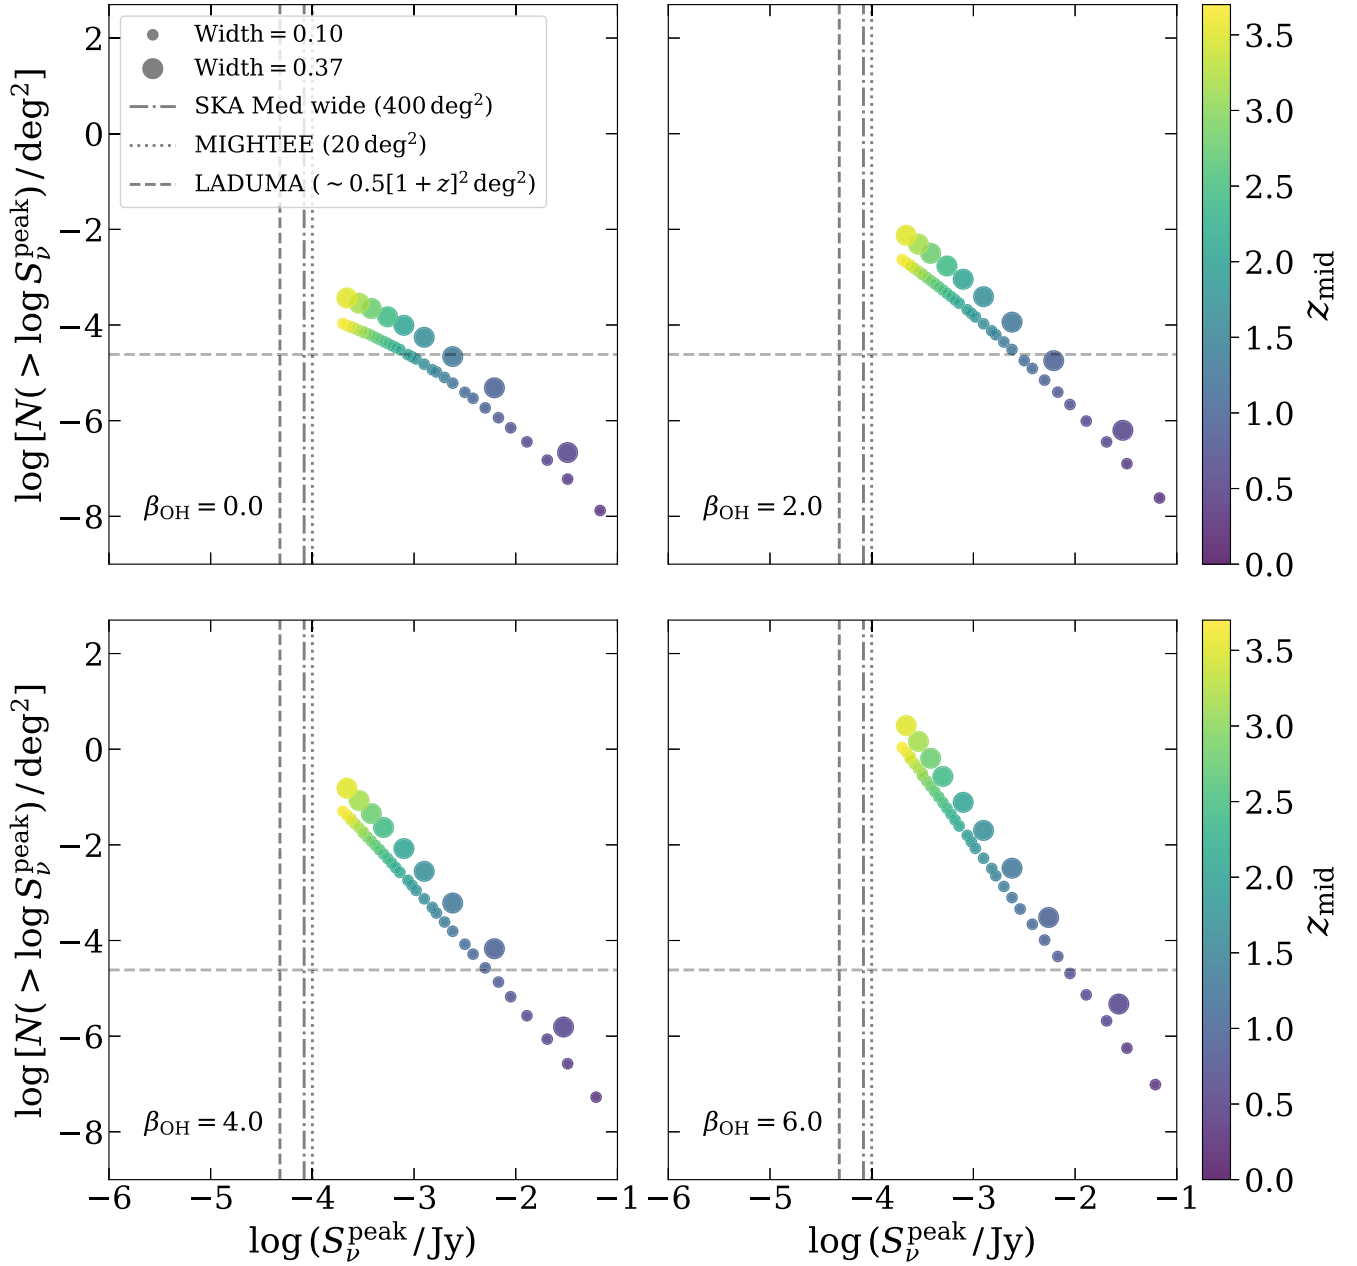 Width = 0.10
Width = 0.37
SKA Med wide (400 deg²)
MIGHTEE (20 deg²)
LADUMA (∼ 0.5[1 + z]² deg²)
log [N(> log S_ν^peak) / deg²]
2
0
−2
−4
−6
−8
β_OH = 0.0
β_OH = 2.0
3.5
3.0
2.5
2.0
1.5
1.0
0.5
0.0
z_mid
log [N(> log S_ν^peak) / deg²]
2
0
−2
−4
−6
−8
β_OH = 4.0
β_OH = 6.0
3.5
3.0
2.5
2.0
1.5
1.0
0.5
0.0
z_mid
−6 −5 −4 −3 −2 −1
−4 −3 −2 −1
−5
log (S_ν^peak/Jy)
log (S_ν^peak/Jy)